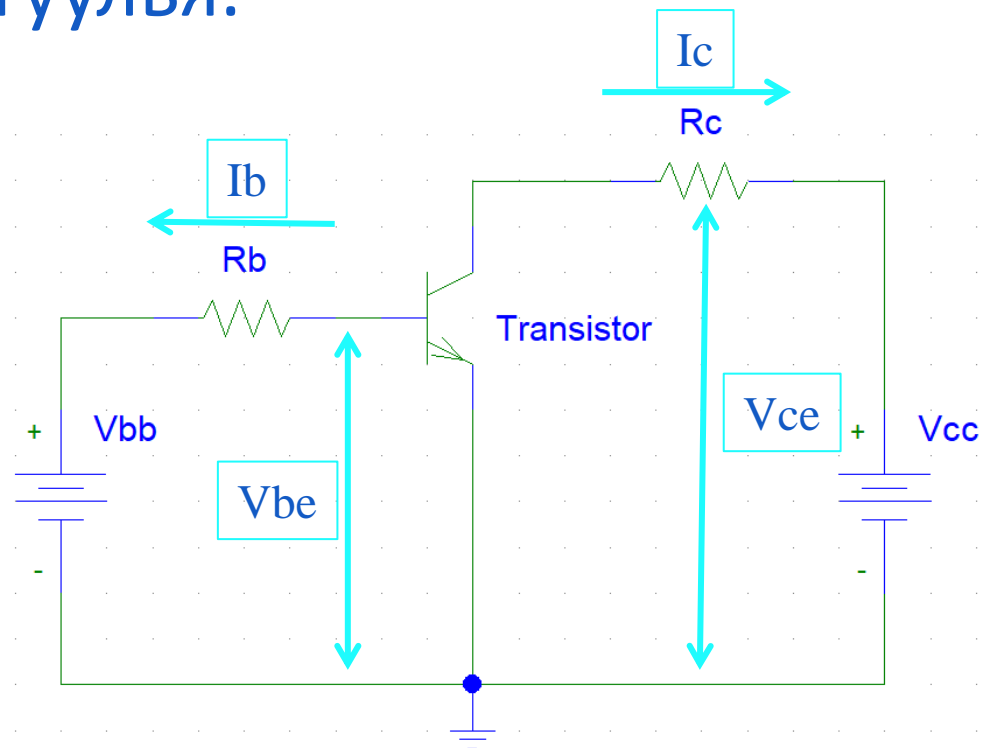 Ic
Rc
Ib
Rb
Transistor
Vce
+
Vcc
+
Vbb
Vbe
-
-